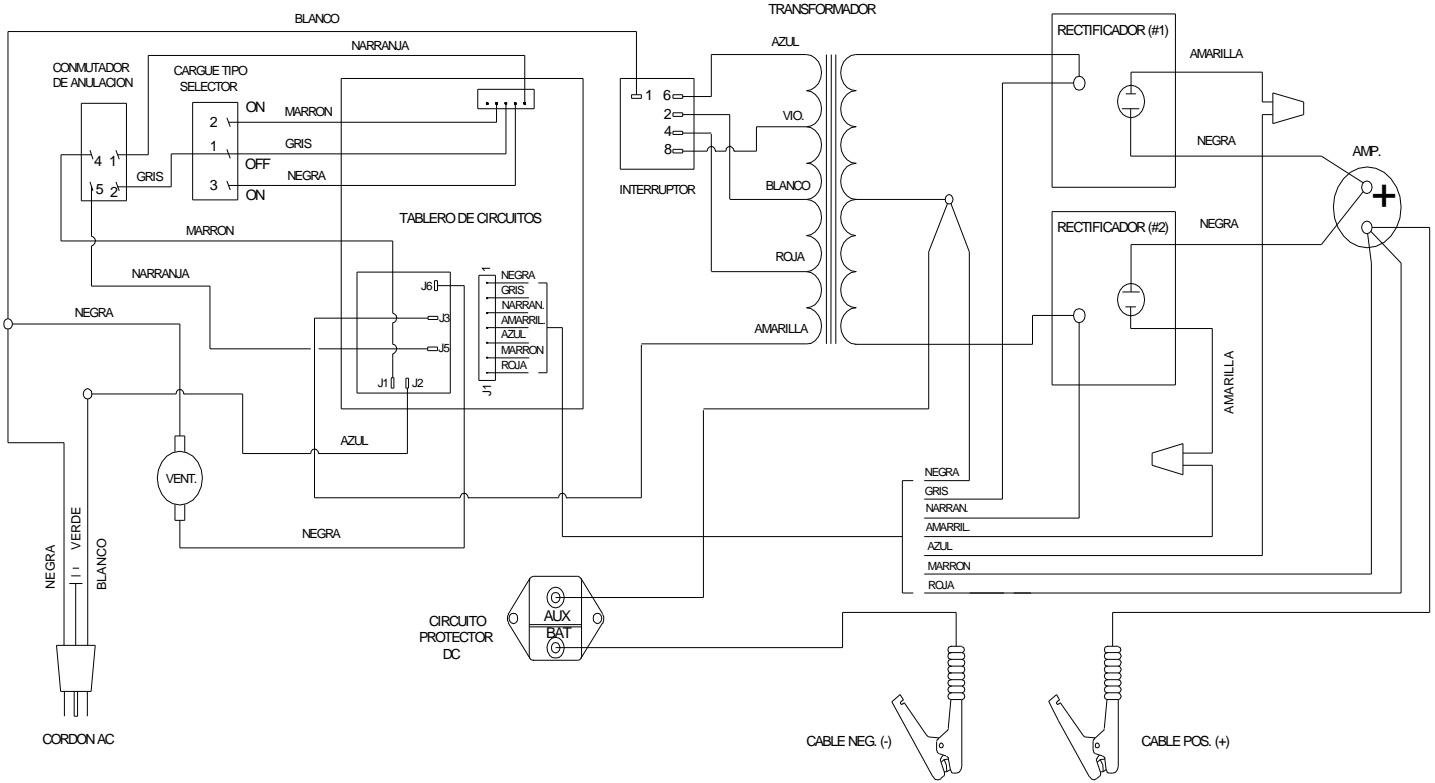 TRANSFORMADOR
BLANCO
NARRANJA
CONMUTADOR
DE ANULACION
CARGUE TIPO
SELECTOR
ON
2
MARRON
1
GRIS
OFF
3
NEGRA
ON
4 1
5 2
GRIS
1 6
2
4
8
INTERRUPTOR
AZUL
VIO.
BLANCO
ROJA
AMARILLA
RECTIFICADOR (#1)
AMARILLA
NEGRA
AMP.
+
RECTIFICADOR (#2)
NEGRA
AMARILLA
TABLERO DE CIRCUITOS
MARRON
NARRANJA
NEGRA
J6
J3
J5
J1 J2
1
NEGRA
GRIS
NARRAN.
AMARRIL.
AZUL
MARRON
ROJA
J1
AZUL
VENT.
NEGRA
NEGRA
VERDE
BLANCO
CORDON AC
NEGRA
GRIS
NARRAN.
AMARRIL.
AZUL
MARRON
ROJA
CIRCUITO
PROTECTOR
DC
AUX
BAT
CABLE NEG. (-)
CABLE POS. (+)